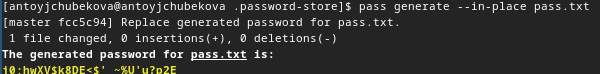 [antoyjchubekova@antoyjchubekova .password-store]$ pass generate --in-place pass.txt
[master fcc5c94] Replace generated password for pass.txt.
1 file changed, 0 insertions(+), 0 deletions(-)
The generated password for pass.txt is: